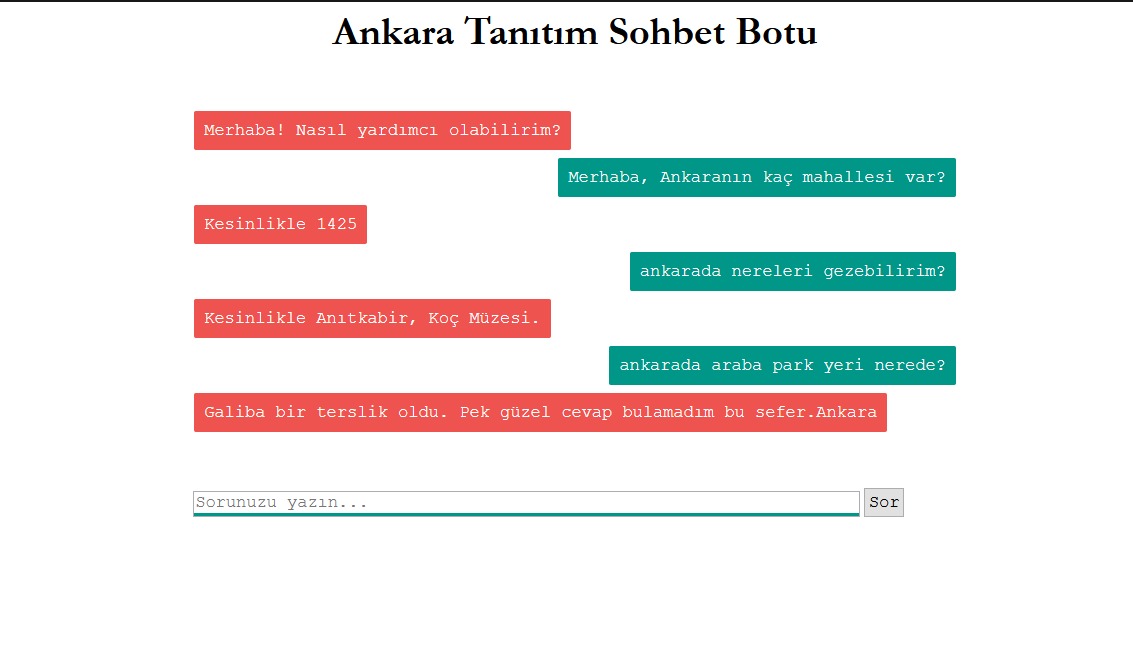 Ankara Tanıtım Sohbet Botu
Merhaba! Nasıl yardımcı olabilirim?
Merhaba, Ankaranın kaç mahallesi var?
Kesinlikle 1425
ankarada nereleri gezebilirim?
Kesinlikle Anıtkabir, Koç Müzesi.
ankarada araba park yeri nerede?
Galiba bir terslik oldu. Pek güzel cevap bulamadım bu sefer.Ankara
Sorunuzu yazın... Sor